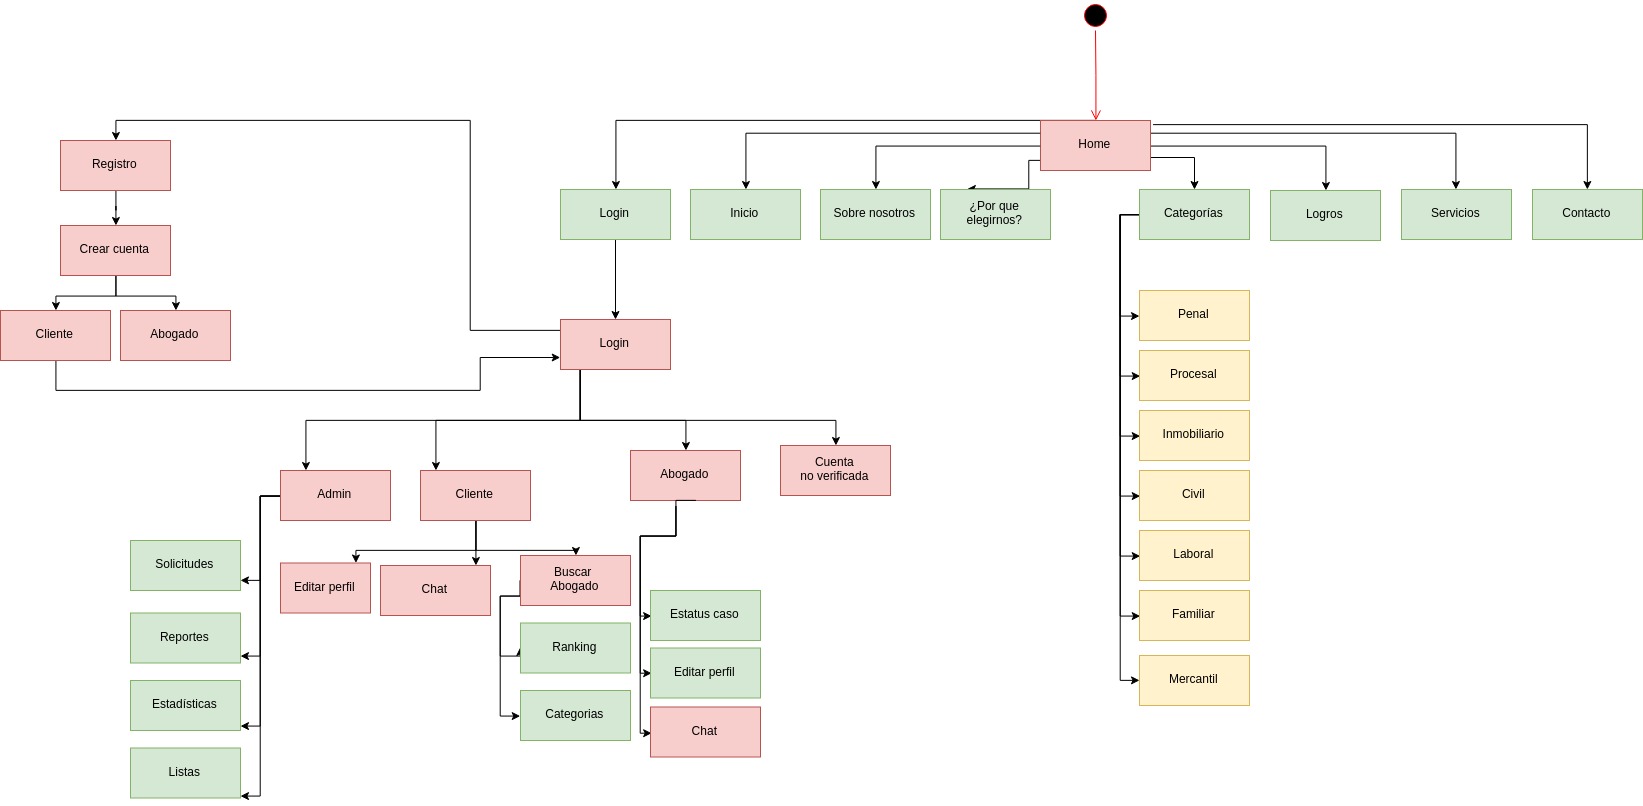 Home
Registro
Login
Inicio
Sobre nosotros
¿Por que
elegirnos?
Categorías
Logros
Servicios
Contacto
Crear cuenta
Cliente
Abogado
Login
Penal
Procesal
Inmobiliario
Civil
Laboral
Familiar
Mercantil
Admin
Cliente
Abogado
Cuenta
no verificada
Solicitudes
Reportes
Estadísticas
Listas
Editar perfil
Chat
Buscar
Abogado
Ranking
Categorias
Estatus caso
Editar perfil
Chat